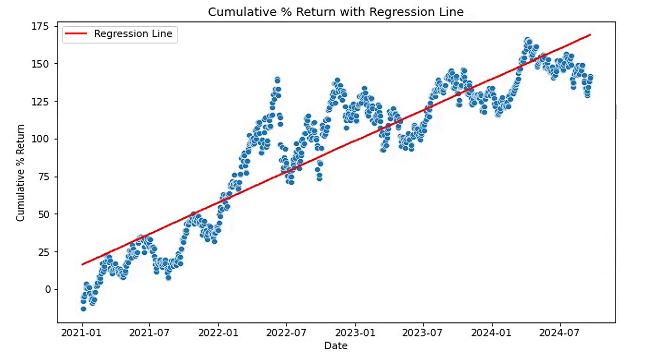 Cumulative % Return with Regression Line
Regression Line
175
150
125
100
75
50
25
0
Cumulative % Return
2021-01 2021-07 2022-01 2022-07 2023-01 2023-07 2024-01 2024-07
Date